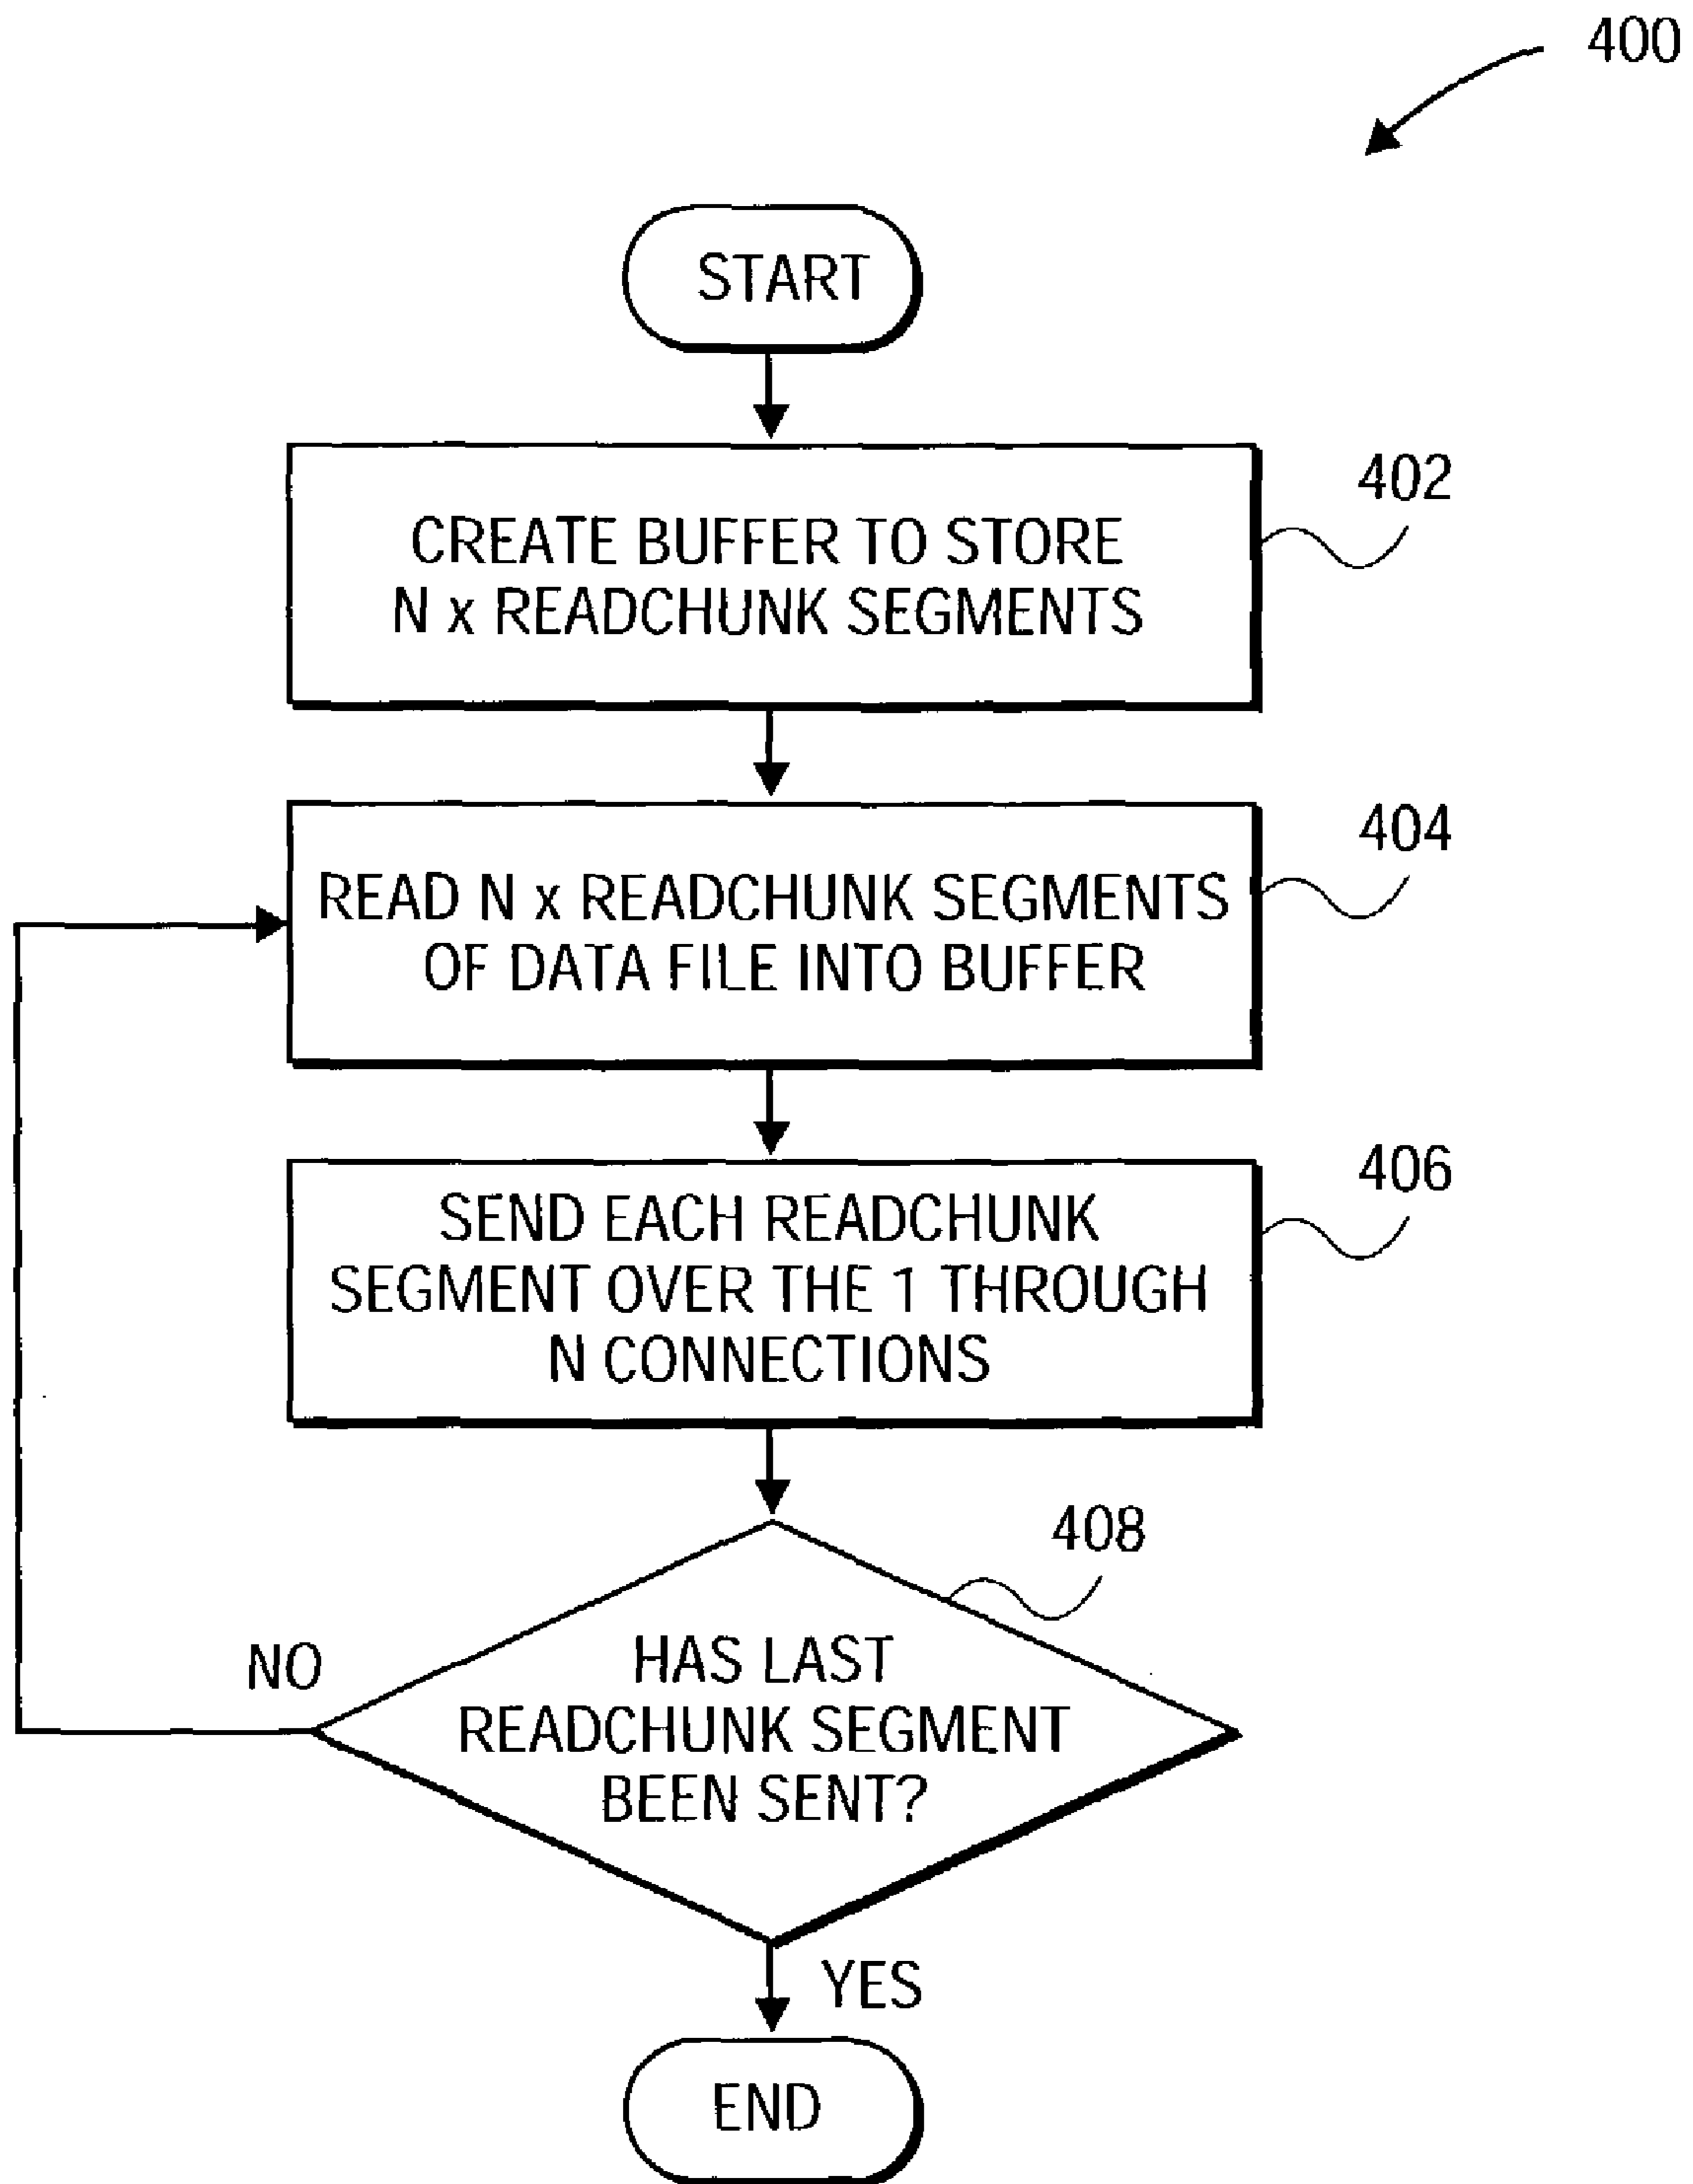 400
START
402
CREATE BUFFER TO STORE
N x READCHUNK SEGMENTS
404
READ N x READCHUNK SEGMENTS
OF DATA FILE INTO BUFFER
406
SEND EACH READCHUNK
SEGMENT OVER THE 1 THROUGH
N CONNECTIONS
408
NO
HAS LAST
READCHUNK SEGMENT
BEEN SENT?
YES
END